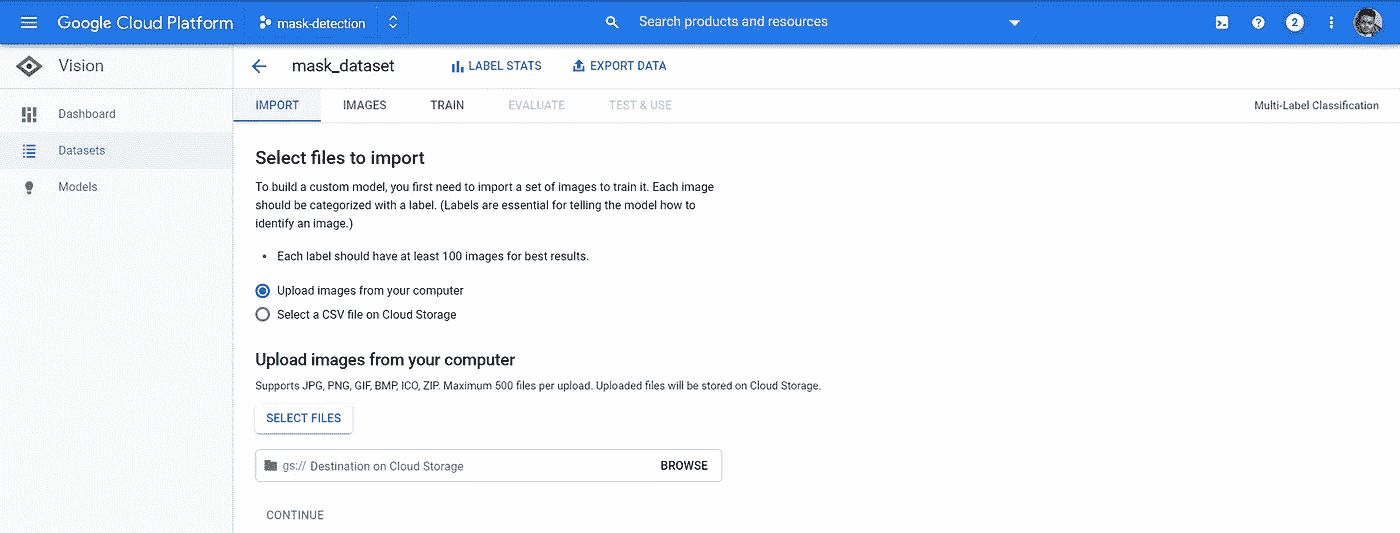 Google Cloud Platform mask-detection Search products and resources 2
Vision mask_dataset LABEL STATS EXPORT DATA
IMPORT IMAGES TRAIN EVALUATE TEST & USE Multi-Label Classification
Dashboard
Datasets
Models
Select files to import
To build a custom model, you first need to import a set of images to train it. Each image
should be categorized with a label. (Labels are essential for telling the model how to
identify an image.)
• Each label should have at least 100 images for best results.
Upload images from your computer
Select a CSV file on Cloud Storage
Upload images from your computer
Supports JPG, PNG, GIF, BMP, ICO, ZIP. Maximum 500 files per upload. Uploaded files will be stored on Cloud Storage.
SELECT FILES
gs:// Destination on Cloud Storage BROWSE
CONTINUE